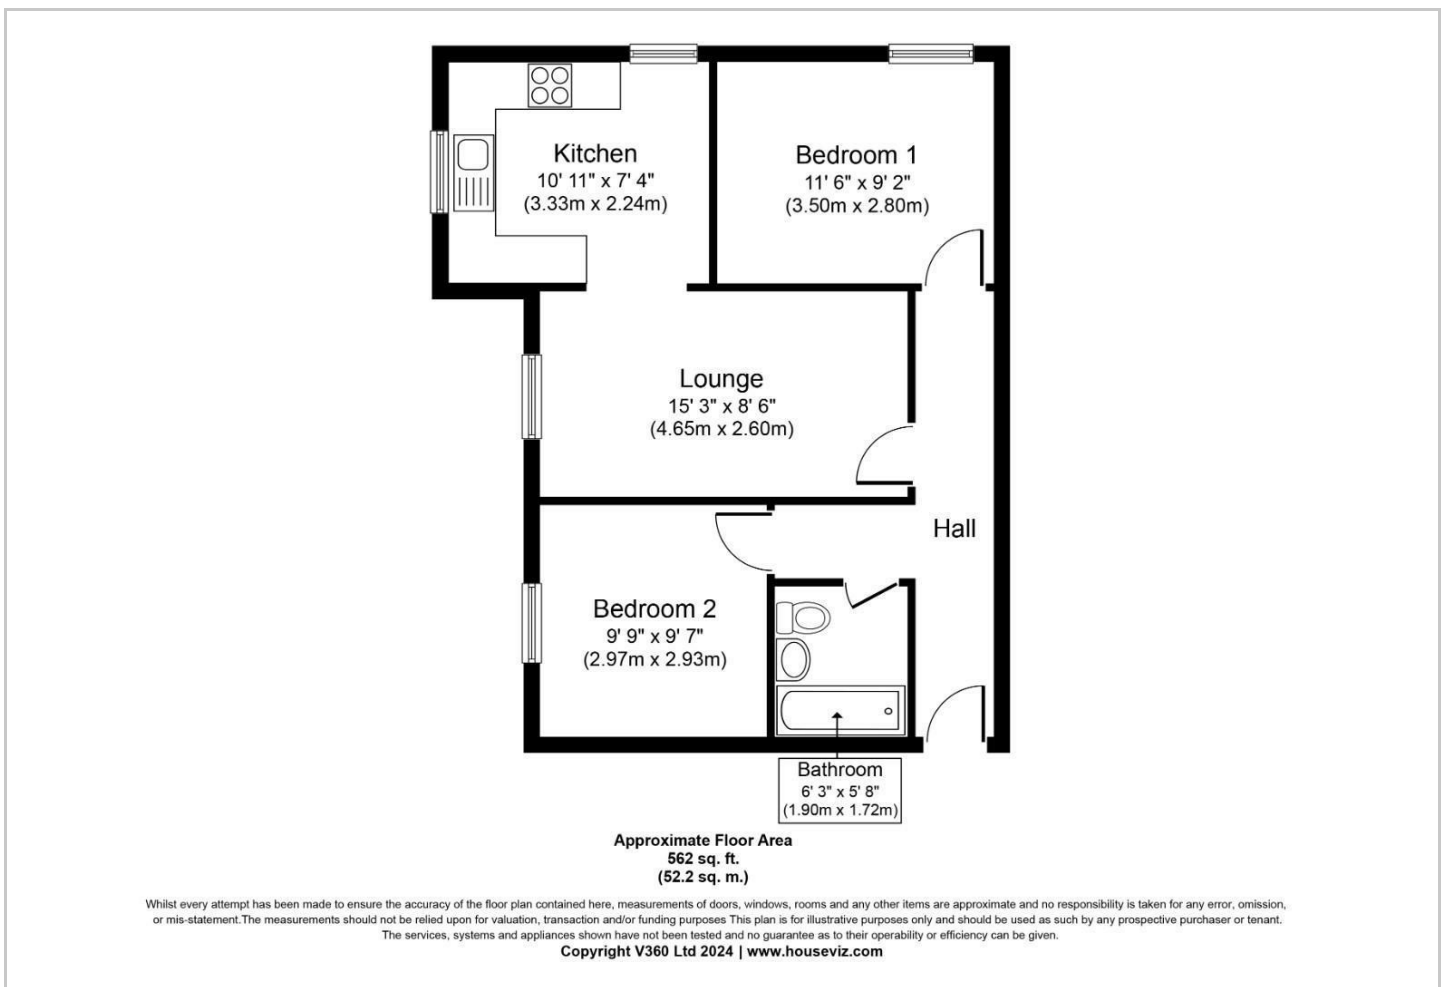 Kitchen
10' 11" x 7' 4"
(3.33m x 2.24m)
Bedroom 1
11' 6" x 9' 2"
(3.50m x 2.80m)
Lounge
15' 3" x 8' 6"
(4.65m x 2.60m)
Hall
Bedroom 2
9' 9" x 9' 7"
(2.97m x 2.93m)
Bathroom
6' 3" x 5' 8"
(1.90m x 1.72m)
Approximate Floor Area
562 sq. ft.
(52.2 sq. m.)
Whilst every attempt has been made to ensure the accuracy of the floor plan contained here, measurements of doors, windows, rooms and any other items are approximate and no responsibility is taken for any error, omission,
or mis-statement.The measurements should not be relied upon for valuation, transaction and/or funding purposes This plan is for illustrative purposes only and should be used as such by any prospective purchaser or tenant.
The services, systems and appliances shown have not been tested and no guarantee as to their operability or efficiency can be given.
Copyright V360 Ltd 2024 | www.houseviz.com